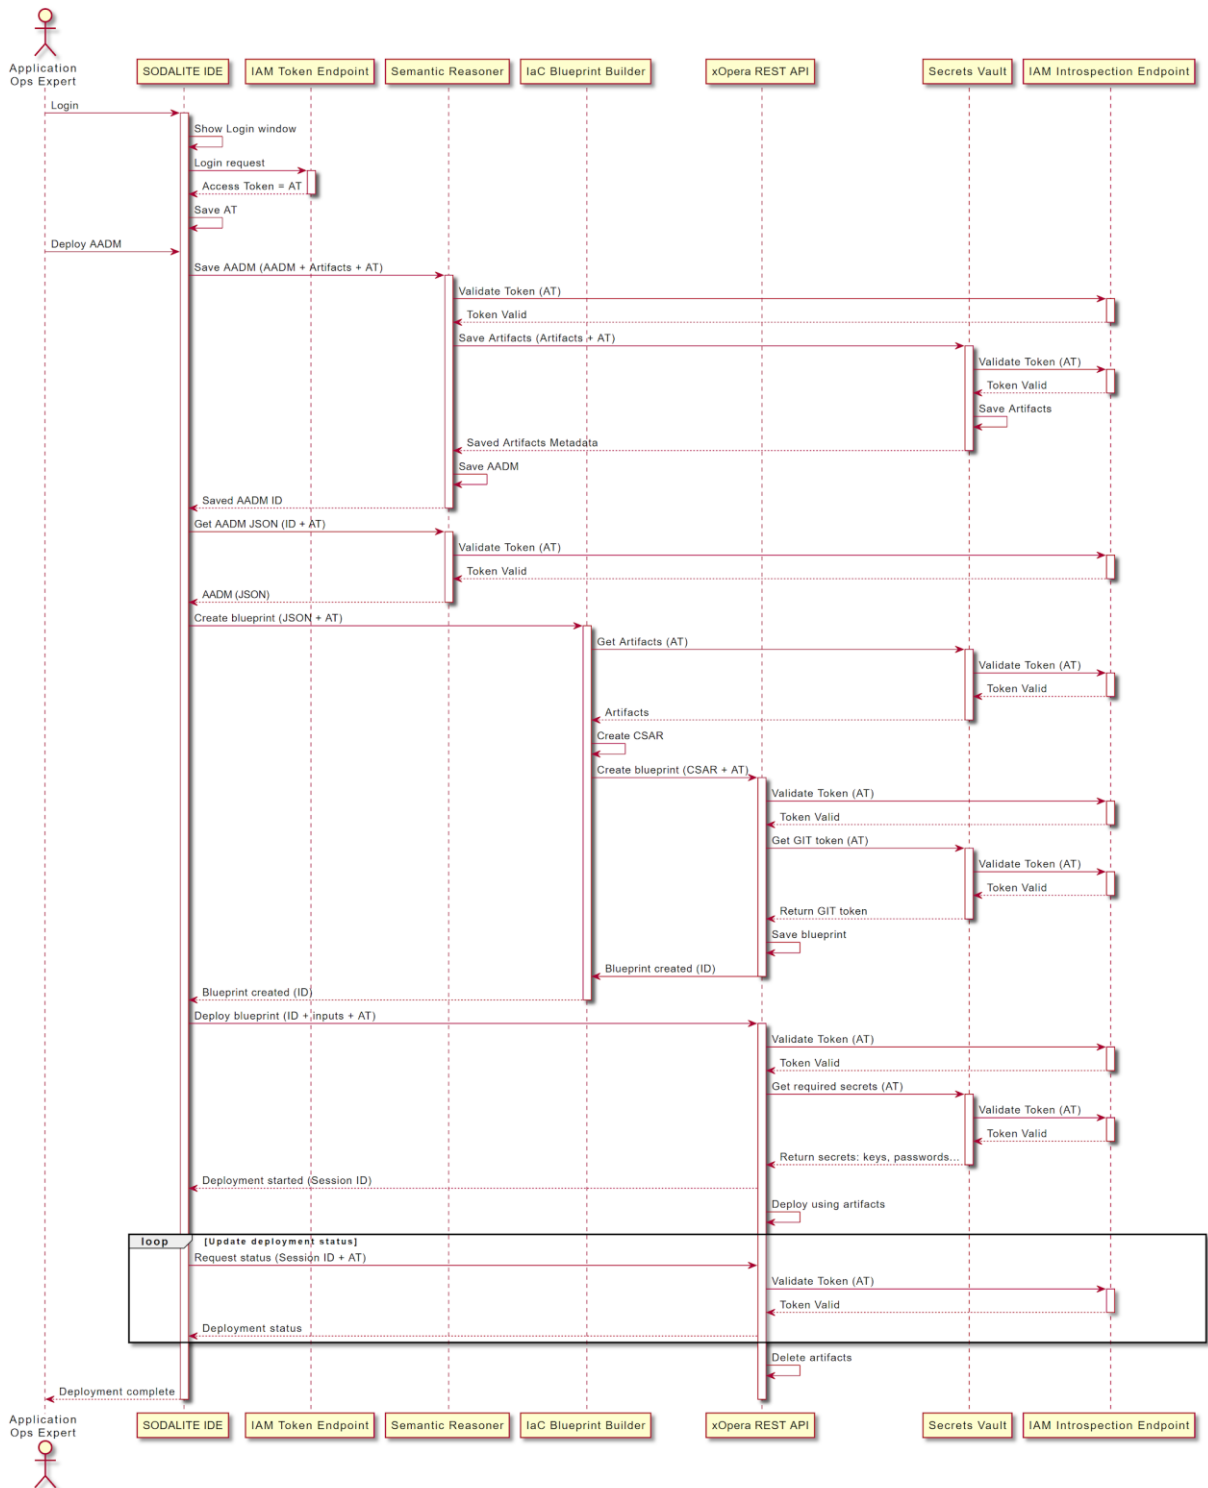 Application
Ops Expert
SODALITE IDE
IAM Token Endpoint
Semantic Reasoner
IaC Blueprint Builder
xOpera REST API
Secrets Vault
IAM Introspection Endpoint
Login
Show Login window
Login request
Access Token = AT
Save AT
Deploy AADM
Save AADM (AADM + Artifacts + AT)
Validate Token (AT)
Token Valid
Save Artifacts (Artifacts + AT)
Validate Token (AT)
Token Valid
Save Artifacts
Saved Artifacts Metadata
Save AADM
Saved AADM ID
Get AADM JSON (ID + AT)
Validate Token (AT)
Token Valid
AADM (JSON)
Create blueprint (JSON + AT)
Get Artifacts (AT)
Validate Token (AT)
Token Valid
Artifacts
Create CSAR
Create blueprint (CSAR + AT)
Validate Token (AT)
Token Valid
Get GIT token (AT)
Validate Token (AT)
Token Valid
Return GIT token
Save blueprint
Blueprint created (ID)
Blueprint created (ID)
Deploy blueprint (ID + inputs + AT)
Validate Token (AT)
Token Valid
Get required secrets (AT)
Validate Token (AT)
Token Valid
Return secrets: keys, passwords...
Deployment started (Session ID)
Deploy using artifacts
loop [Update deployment status]
Request status (Session ID + AT)
Validate Token (AT)
Token Valid
Deployment status
Delete artifacts
Deployment complete
Application
Ops Expert
SODALITE IDE
IAM Token Endpoint
Semantic Reasoner
IaC Blueprint Builder
xOpera REST API
Secrets Vault
IAM Introspection Endpoint